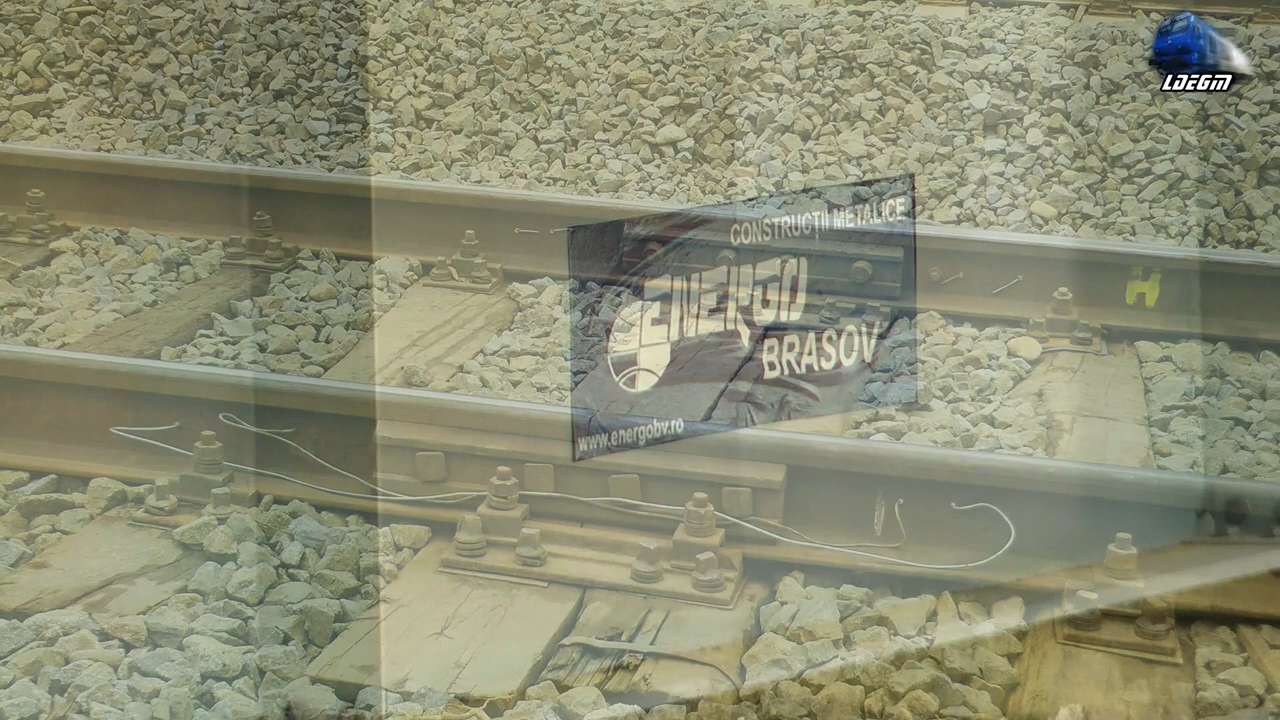 LDEGM
CONSTRUCȚII METALICE
ENERGO
BRASOV
www.energobv.ro
H